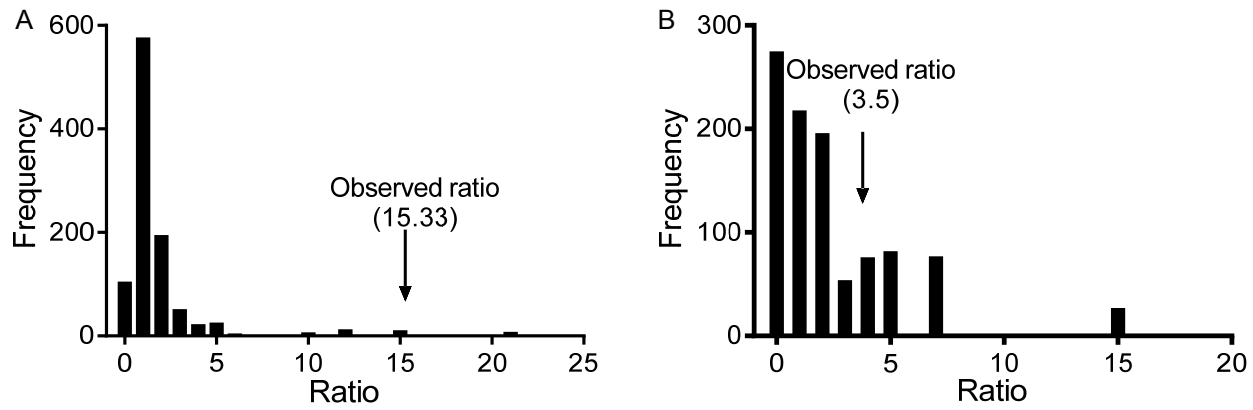 A
600
400
200
0
Frequency
Observed ratio
(15.33)
0 5 10 15 20 25
Ratio
B
300
200
100
0
Frequency
Observed ratio
(3.5)
0 5 10 15 20
Ratio